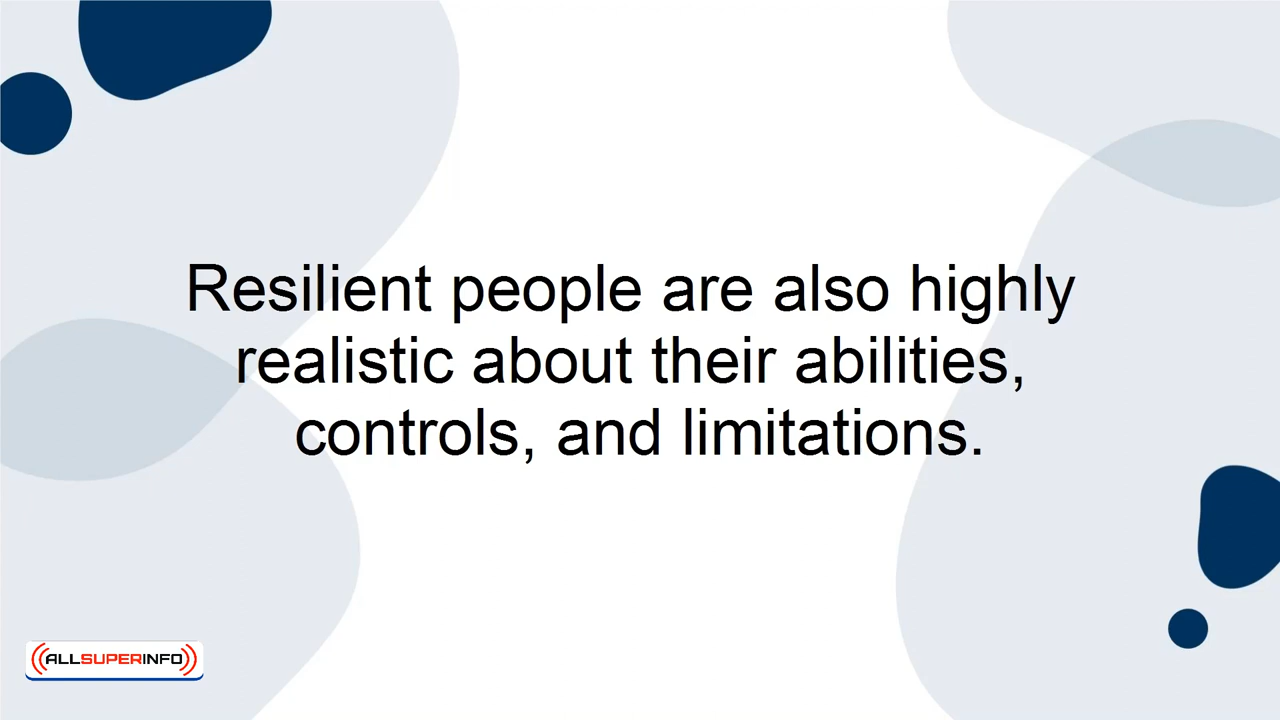 Resilient people are also highly
realistic about their abilities,
controls, and limitations.
ALLSUPERINFO